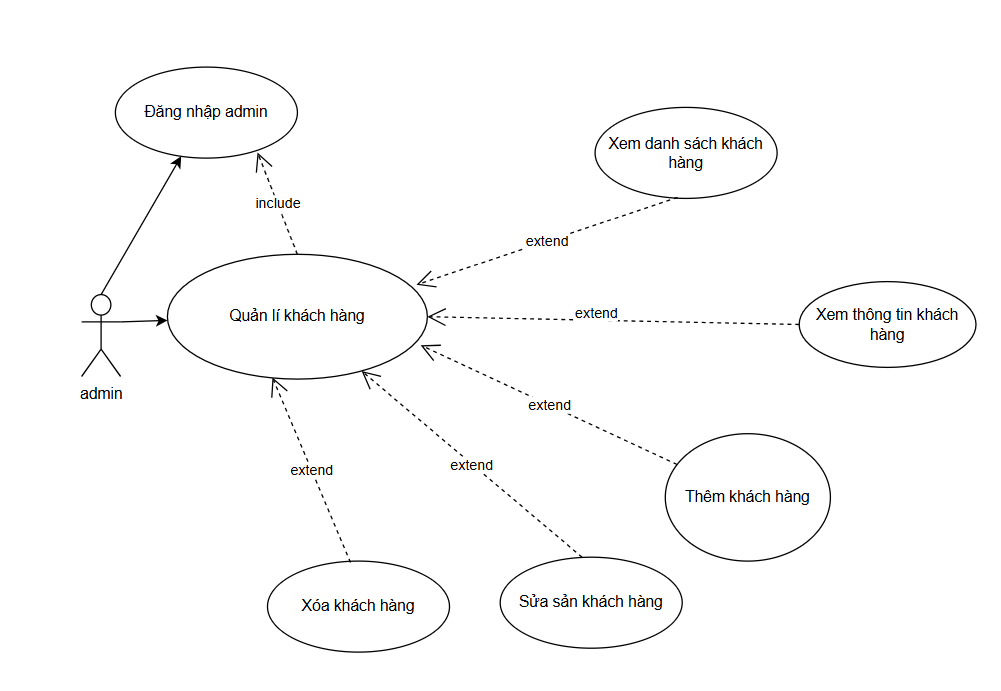 Đăng nhập admin
Xem danh sách khách
hàng
include
extend
Quản lí khách hàng
extend
Xem thông tin khách
hàng
admin
extend
extend
extend
Thêm khách hàng
Xóa khách hàng
Sửa sản khách hàng